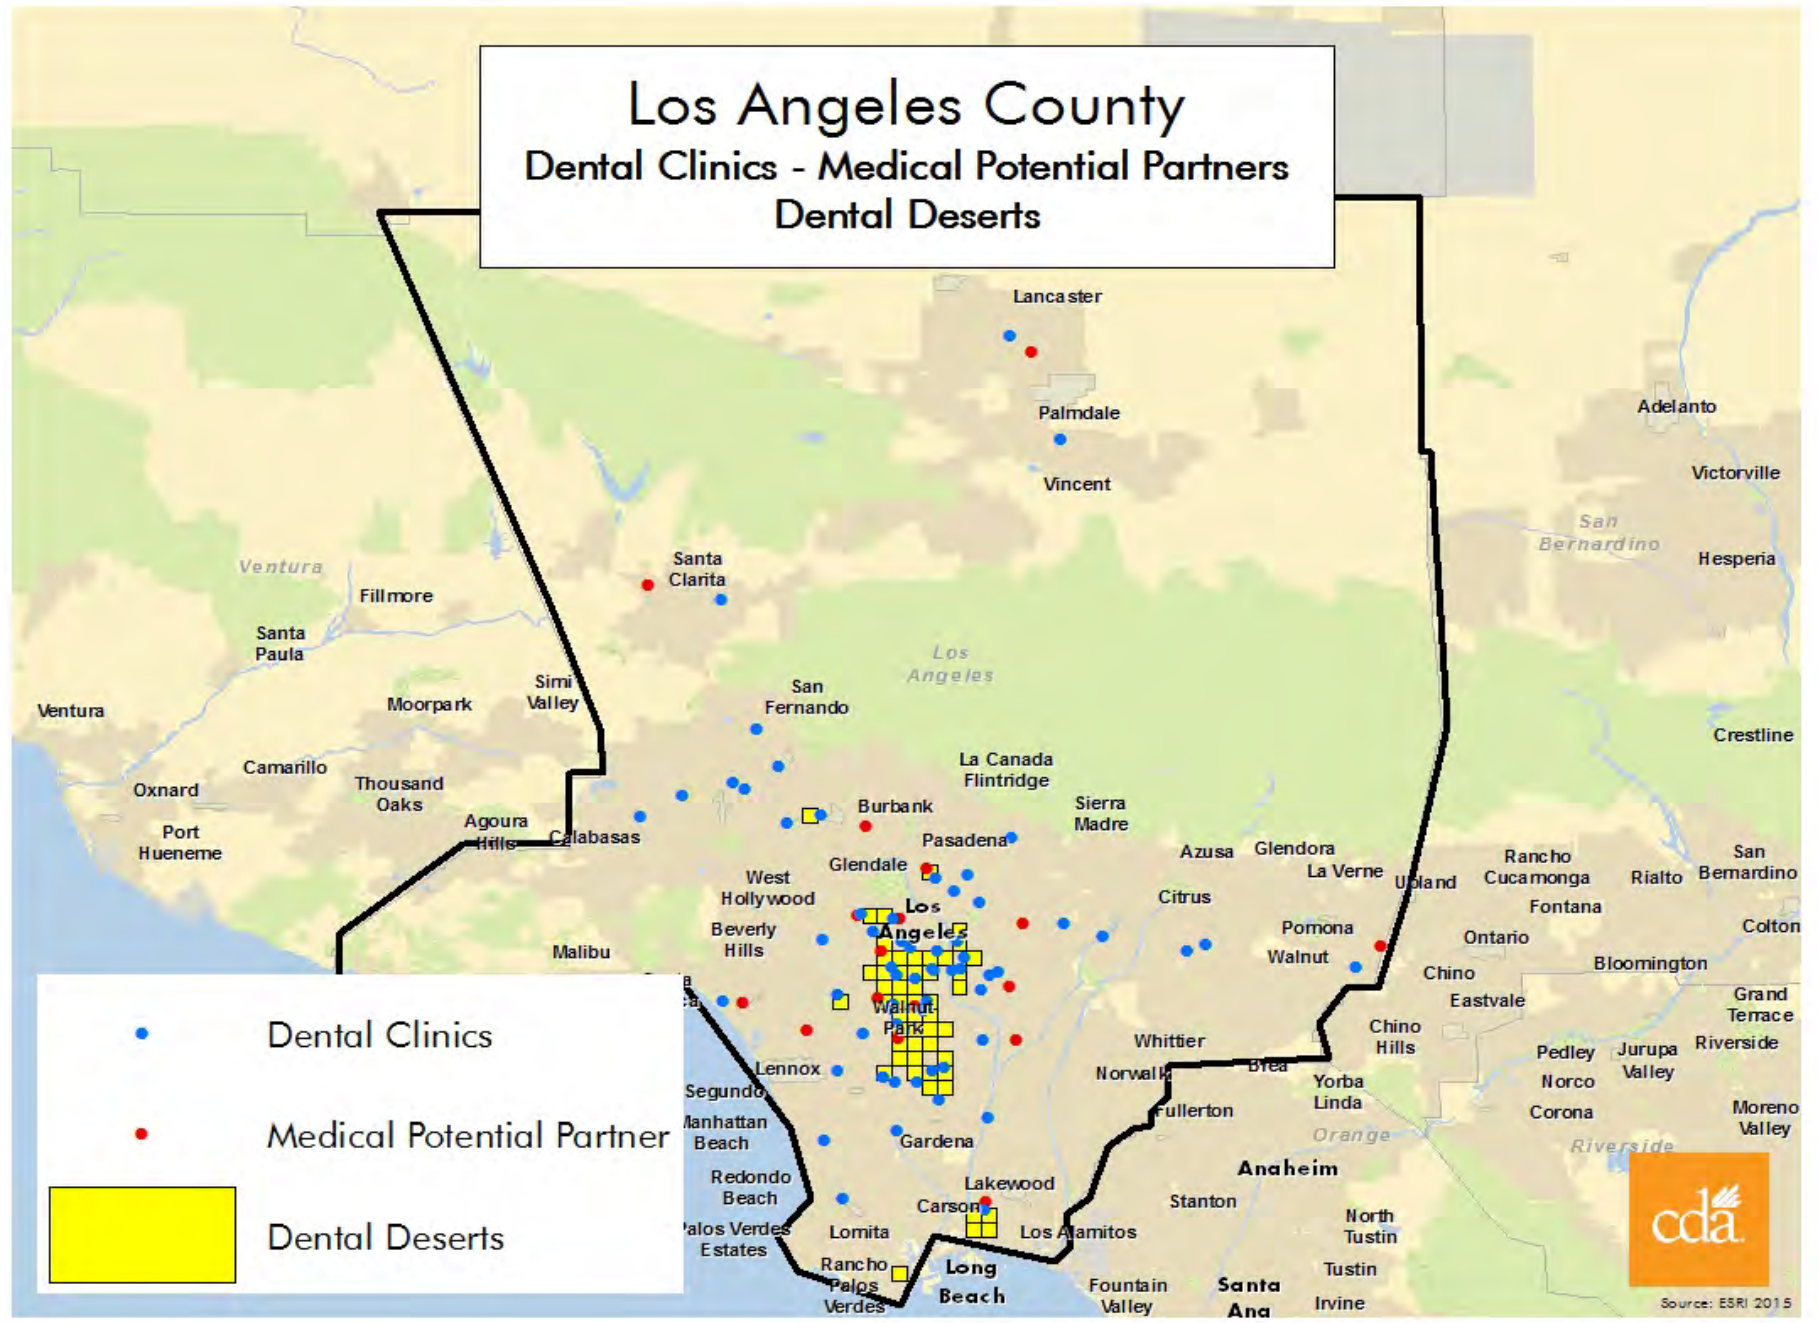 Los Angeles County
Dental Clinics - Medical Potential Partners
Dental Deserts
Lancaster
Palmdale
Vincent
Adelanto
Victorville
San
Bernardino
Hesperia
Ventura
Fillmore
Santa
Clarita
Santa
Paula
Los
Angeles
Simi
Valley
San
Fernando
Moorpark
Ventura
Crestline
Camarillo
Thousand
Oaks
Oxnard
La Canada
Flintridge
Burbank
Sierra
Madre
Port
Hueneme
Agoura
Hills
Calabasas
Pasadena
Glendale
Azusa
Glendora
La Verne
Upland
Rancho
Cucamonga
Rialto
San
Bernardino
West
Hollywood
Citrus
Fontana
Los
Angeles
Beverly
Hills
Malibu
Pomona
Walnut
Ontario
Colton
Chino
Bloomington
Eastvale
Grand
Terrace
Walnut
Park
Whittier
Chino
Hills
Pedley
Jurupa
Valley
Riverside
Lennox
Norwalk
Brea
Yorba
Linda
Norco
Corona
Moreno
Valley
Segundo
Manhattan
Beach
Fullerton
Gardena
Orange
Riverside
Anaheim
Redondo
Beach
Lakewood
Carson
Stanton
Palos Verdes
Estates
Lomita
Los Alamitos
North
Tustin
Rancho
Palos
Verdes
Long
Beach
Fountain
Valley
Santa
Ana
Tustin
Irvine
Dental Clinics
Medical Potential Partner
Dental Deserts
cda
Source: ESRI 2015